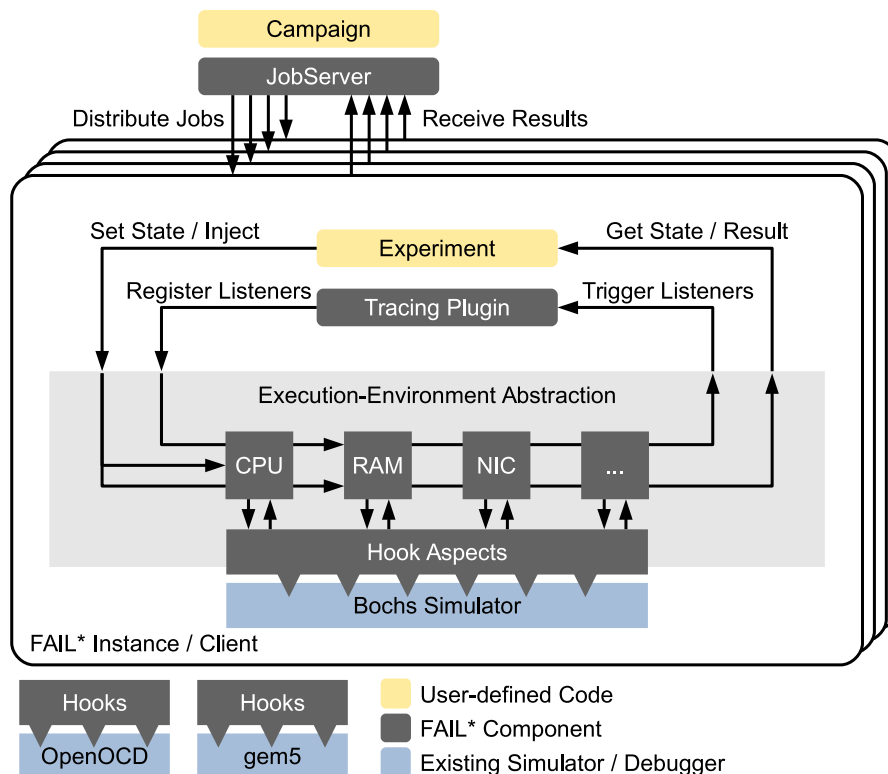 Campaign
JobServer
Distribute Jobs
Receive Results
Set State / Inject
Experiment
Get State / Result
Register Listeners
Tracing Plugin
Trigger Listeners
Execution-Environment Abstraction
CPU
RAM
NIC
...
Hook Aspects
Bochs Simulator
FAIL* Instance / Client
Hooks
OpenOCD
Hooks
gem5
User-defined Code
FAIL* Component
Existing Simulator / Debugger